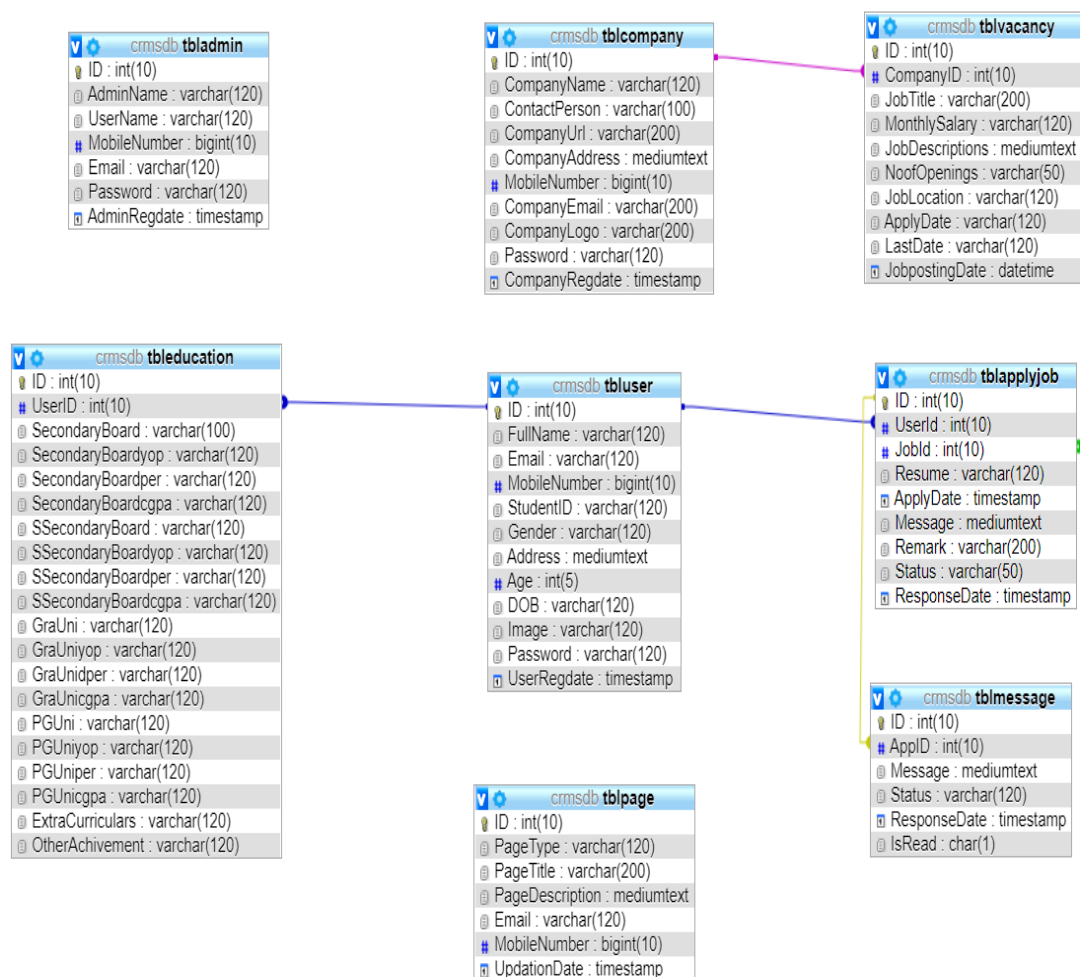 crmsdb tbladmin
ID : int(10)
AdminName : varchar(120)
UserName : varchar(120)
MobileNumber : bigint(10)
Email : varchar(120)
Password : varchar(120)
AdminRegdate : timestamp
crmsdb tblcompany
ID : int(10)
CompanyName : varchar(120)
ContactPerson : varchar(100)
CompanyUrl : varchar(200)
CompanyAddress : mediumtext
MobileNumber : bigint(10)
CompanyEmail : varchar(200)
CompanyLogo : varchar(200)
Password : varchar(120)
CompanyRegdate : timestamp
crmsdb tblvacancy
ID : int(10)
CompanyID : int(10)
JobTitle : varchar(200)
MonthlySalary : varchar(120)
JobDescriptions : mediumtext
NoofOpenings : varchar(50)
JobLocation : varchar(120)
ApplyDate : varchar(120)
LastDate : varchar(120)
JobpostingDate : datetime
crmsdb tbleducation
ID : int(10)
UserID : int(10)
SecondaryBoard : varchar(100)
SecondaryBoardyop : varchar(120)
SecondaryBoardper : varchar(120)
SecondaryBoardcgpa : varchar(120)
SSecondaryBoard : varchar(120)
SSecondaryBoardyop : varchar(120)
SSecondaryBoardper : varchar(120)
SSecondaryBoardcgpa : varchar(120)
GraUni : varchar(120)
GraUniyop : varchar(120)
GraUnidper : varchar(120)
GraUnicgpa : varchar(120)
PGUni : varchar(120)
PGUniyop : varchar(120)
PGUniper : varchar(120)
PGUnicgpa : varchar(120)
ExtraCurriculars : varchar(120)
OtherAchivement : varchar(120)
crmsdb tbluser
ID : int(10)
FullName : varchar(120)
Email : varchar(120)
MobileNumber : bigint(10)
StudentID : varchar(120)
Gender : varchar(120)
Address : mediumtext
Age : int(5)
DOB : varchar(120)
Image : varchar(120)
Password : varchar(120)
UserRegdate : timestamp
crmsdb tblapplyjob
ID : int(10)
UserId : int(10)
JobId : int(10)
Resume : varchar(120)
ApplyDate : timestamp
Message : mediumtext
Remark : varchar(200)
Status : varchar(50)
ResponseDate : timestamp
crmsdb tblmessage
ID : int(10)
AppID : int(10)
Message : mediumtext
Status : varchar(120)
ResponseDate : timestamp
IsRead : char(1)
crmsdb tblpage
ID : int(10)
PageType : varchar(120)
PageTitle : varchar(200)
PageDescription : mediumtext
Email : varchar(120)
MobileNumber : bigint(10)
UpdationDate : timestamp